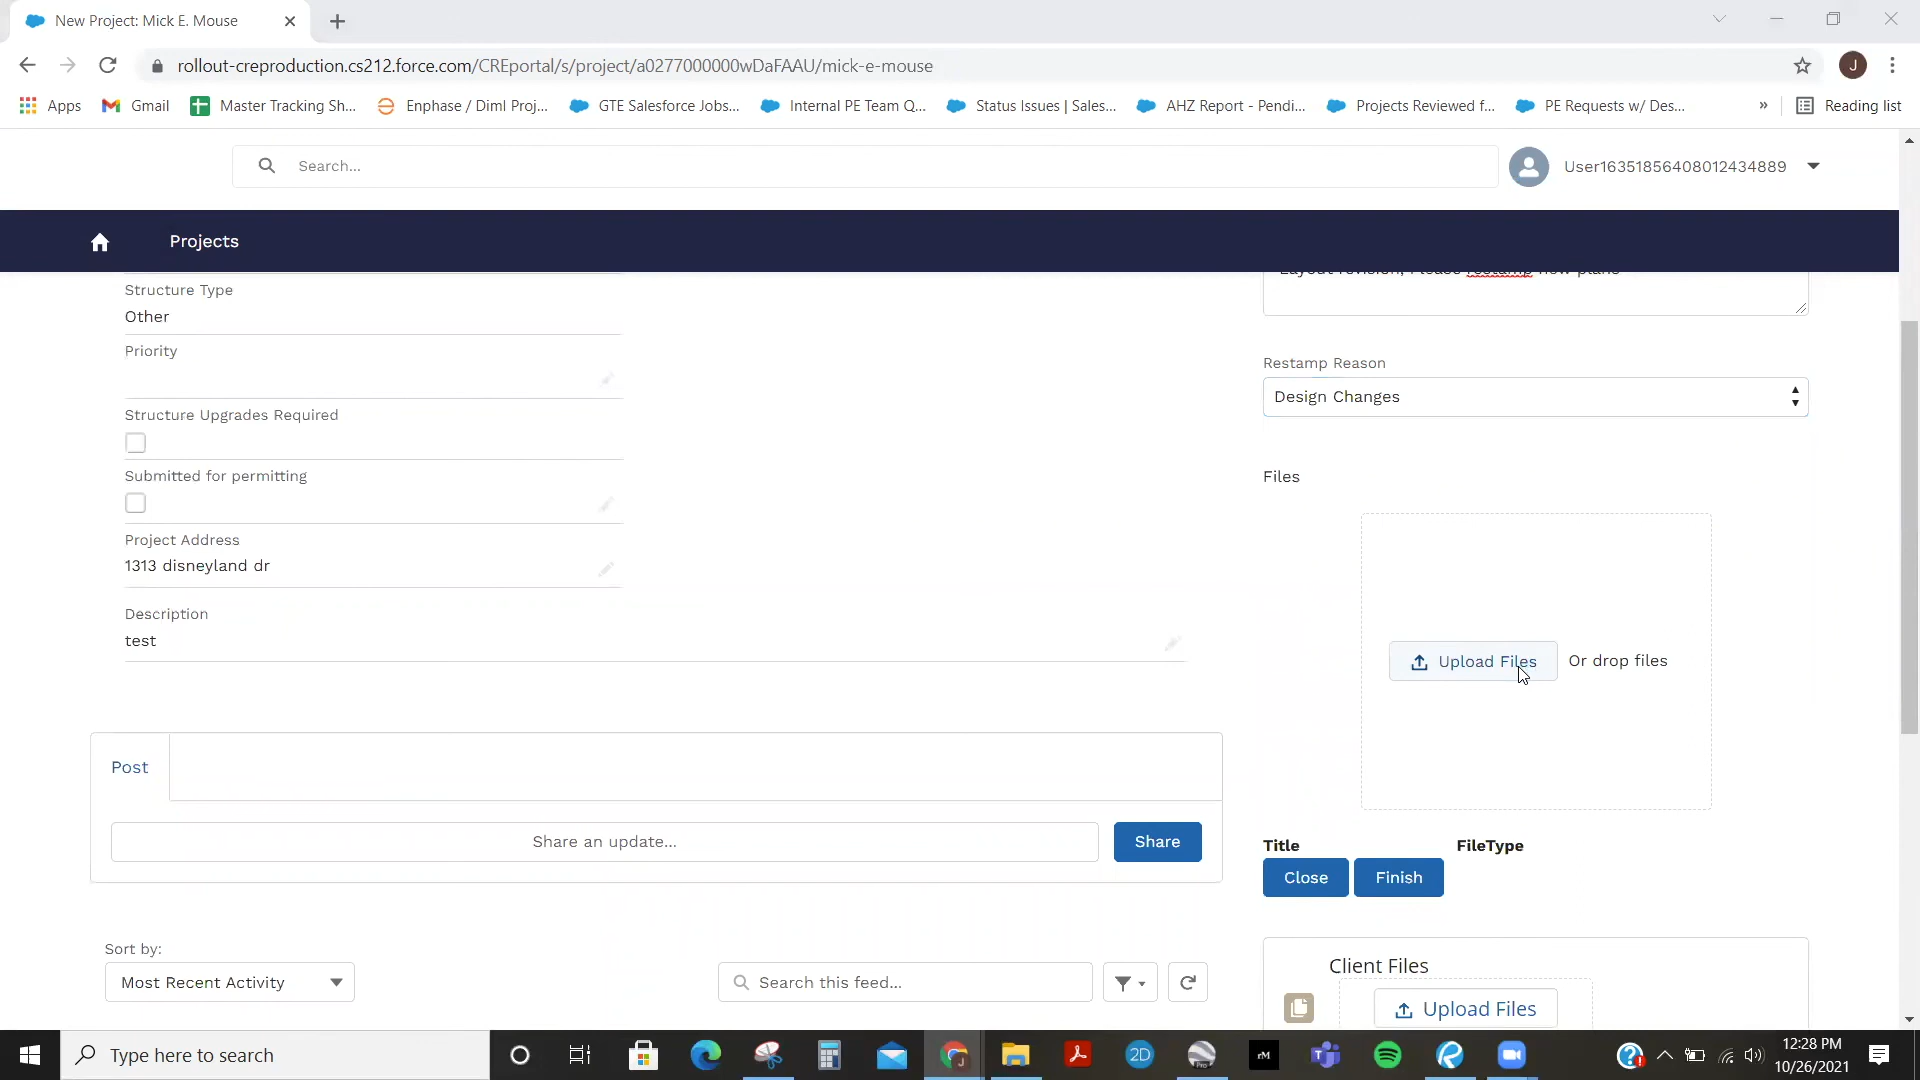 New Project: Mick E. Mouse
rollout-creproduction.cs212.force.com/CREportal/s/project/a0277000000wDaFAAU/mick-e-mouse
J
Apps
Gmail
Master Tracking Sh...
Enphase / Diml Proj...
GTE Salesforce Jobs...
Internal PE Team Q...
Status Issues | Sales...
AHZ Report - Pendi...
Projects Reviewed f...
PE Requests w/ Des...
»
Reading list
Search...
User16351856408012434889
Projects
Layout revision, Please restamp new plans
Structure Type
Other
Priority
Structure Upgrades Required
Submitted for permitting
Project Address
1313 disneyland dr
Description
test
Restamp Reason
Design Changes
Files
Upload Files
Or drop files
Post
Share an update...
Share
Title
FileType
Close
Finish
Sort by:
Most Recent Activity
Search this feed...
Client Files
Upload Files
Type here to search
Pro
2D
rM
12:28 PM
10/26/2021